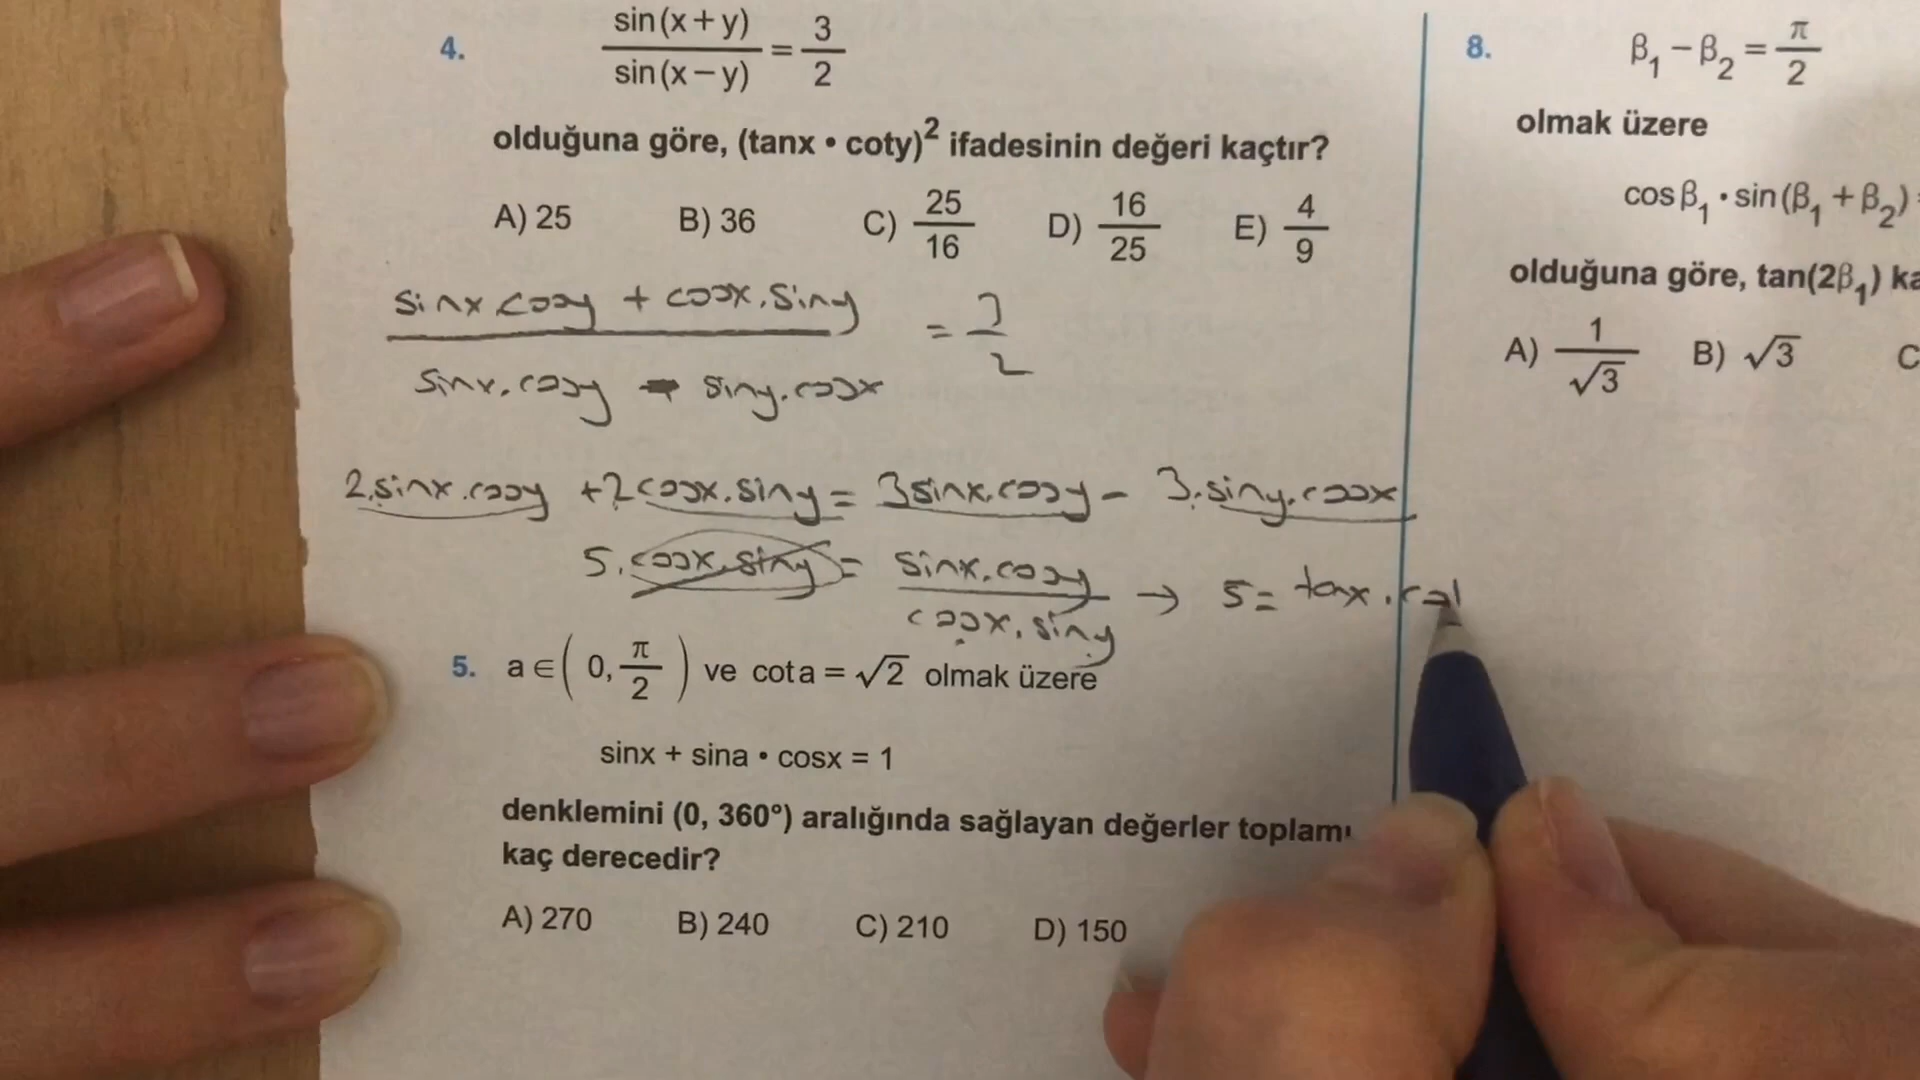 4. sin(x+y) / sin(x−y) = 3/2
olduğuna göre, (tanx • coty)² ifadesinin değeri kaçtır?
A) 25 B) 36 C) 25/16 D) 16/25 E) 4/9
sinx.cosy + cosx.siny / sinx.cosy - siny.cosx = 3/2
2.sinx.cosy +2cosx.siny = 3sinx.cosy - 3.siny.cosx
5.cosx.siny = sinx.cosy / cosx.siny → 5= tanx.cot
5. a∈(0, π/2) ve cota = √2 olmak üzere
sinx + sina • cosx = 1
denklemini (0, 360°) aralığında sağlayan değerler toplamı
kaç derecedir?
A) 270 B) 240 C) 210 D) 150
8. β₁ − β₂ = π/2
olmak üzere
cosβ₁ • sin(β₁ + β₂)
olduğuna göre, tan(2β₁)
A) 1/√3 B) √3 C